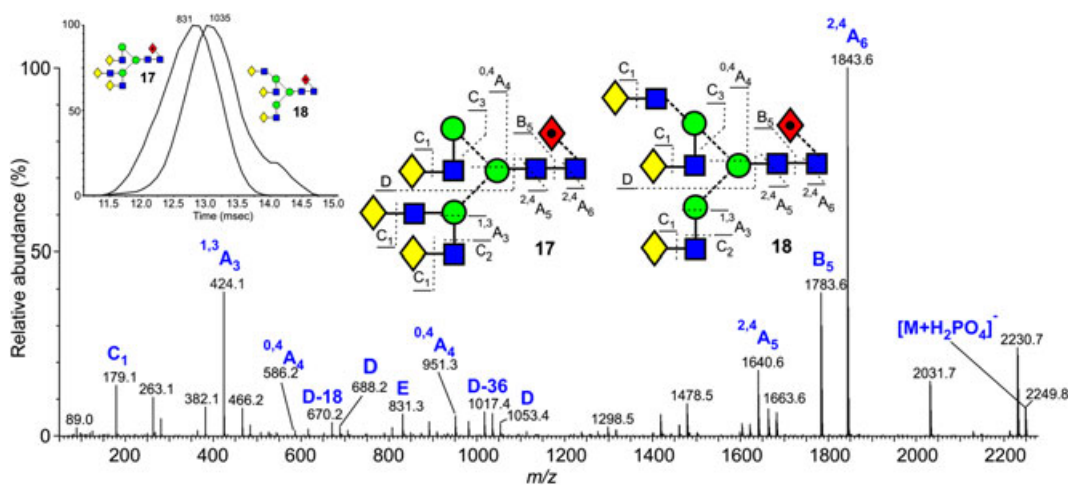 831
1035
100
50
0
17
18
11.5 12.0 12.5 13.0 13.5 14.0 14.5 15.0
Time (msec)
Relative abundance (%)
100
50
0
2,4A6
1843.6
0,4A4
C1
C3
B5
C1
D
2,4A5
2,4A6
C1
1,3A3
C2
C1
17
C1
0,4A4
C3
B5
C1
D
2,4A5
2,4A6
C1
1,3A3
C2
18
1,3A3
424.1
C1
179.1
89.0
263.1
382.1
466.2
0,4A4
586.2
D-18
670.2
D
688.2
E
831.3
0,4A4
951.3
D-36
1017.4
D
1053.4
1298.5
1478.5
2,4A5
1640.6
1663.6
B5
1783.6
[M+H2PO4]-
2031.7
2230.7
2249.8
200 400 600 800 1000 1200 1400 1600 1800 2000 2200
m/z